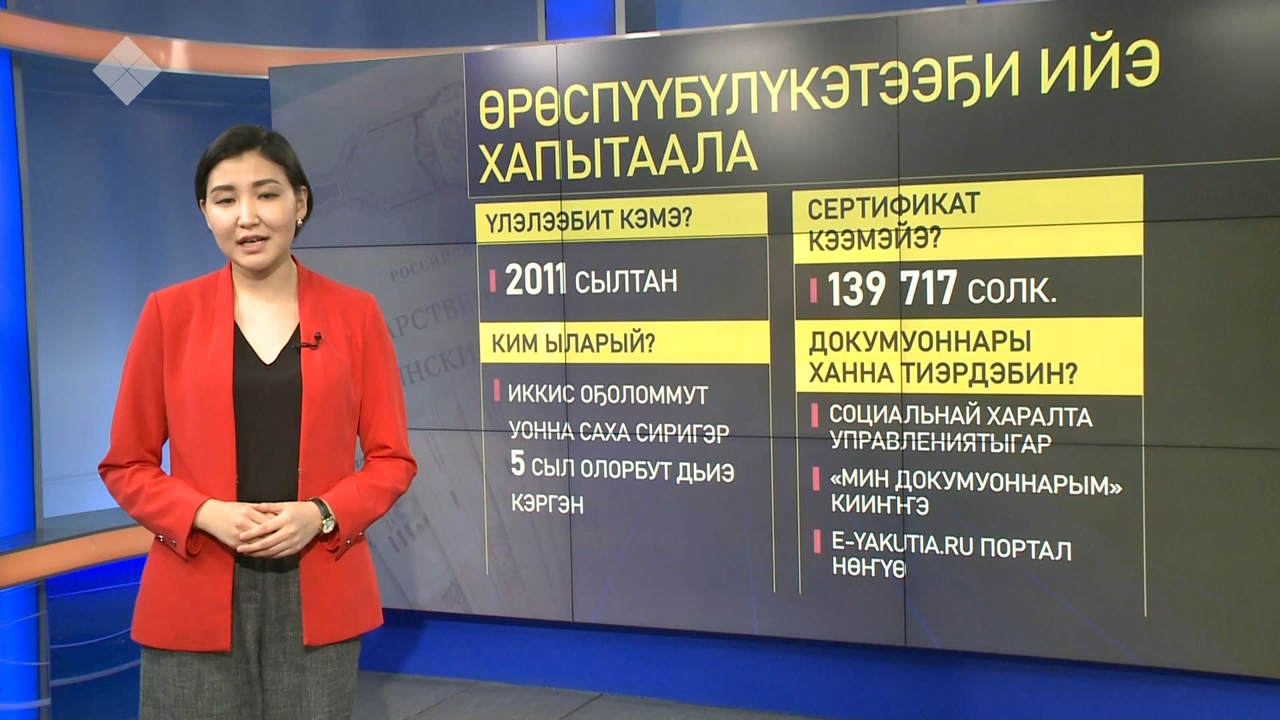 ӨРӨСПҮҮБҮЛҮКЭТЭЭҔИ ИЙЭ
ХАПЫТААЛА
ҮЛЭЛЭЭБИТ КЭМЭ?
2011 СЫЛТАН
КИМ ЫЛАРЫЙ?
ИККИС ОҔОЛОММУТ
УОННА САХА СИРИГЭР
5 СЫЛ ОЛОРБУТ ДЬИЭ
КЭРГЭН
СЕРТИФИКАТ
КЭЭМЭЙЭ?
139 717 СОЛК.
ДОКУМУОННАРЫ
ХАННА ТИЭРДЭБИН?
СОЦИАЛЬНАЙ ХАРАЛТА
УПРАВЛЕНИЯТЫГАР
«МИН ДОКУМУОННАРЫМ»
КИИҤҤЭ
E-YAKUTIA.RU ПОРТАЛ
НӨҤҮӨ